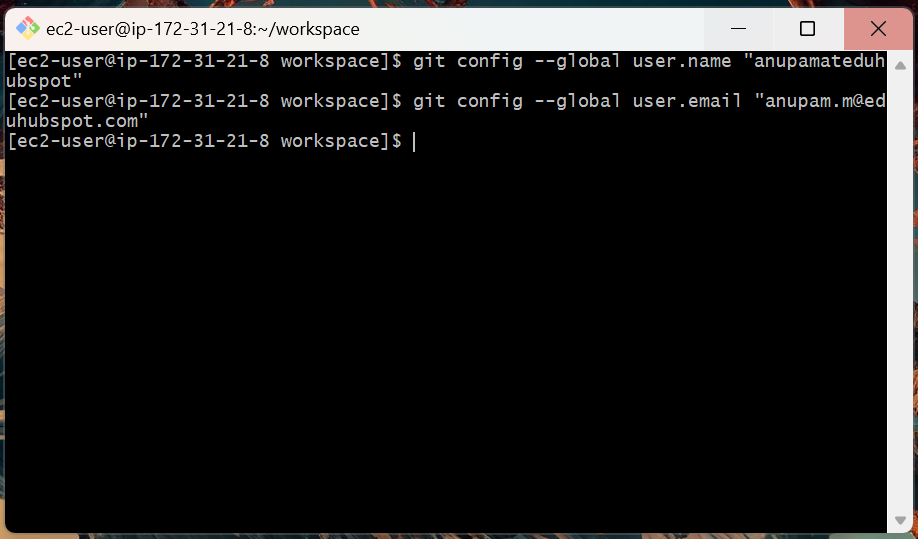 ec2-user@ip-172-31-21-8:~/workspace
[ec2-user@ip-172-31-21-8 workspace]$ git config --global user.name "anupamateduh
ubspot"
[ec2-user@ip-172-31-21-8 workspace]$ git config --global user.email "anupam.m@ed
uhubspot.com"
[ec2-user@ip-172-31-21-8 workspace]$